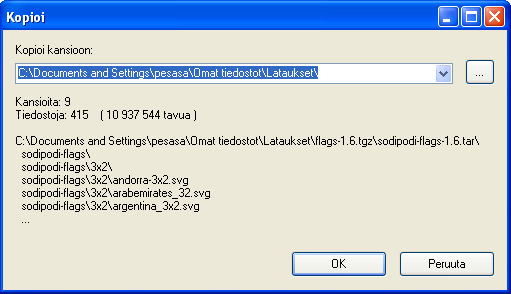 Kopioi
Kopioi kansioon:
C:\Documents and Settings\pesasa\Omat tiedostot\Lataukset\
...
Kansioita: 9
Tiedostoja: 415 ( 10 937 544 tavua )
C:\Documents and Settings\pesasa\Omat tiedostot\Lataukset\flags-1.6.tgz\sodipodi-flags-1.6.tar\
sodipodi-flags\
sodipodi-flags\3x2\
sodipodi-flags\3x2\andorra-3x2.svg
sodipodi-flags\3x2\arabemirates_32.svg
sodipodi-flags\3x2\argentina_3x2.svg
...
OK Peruuta